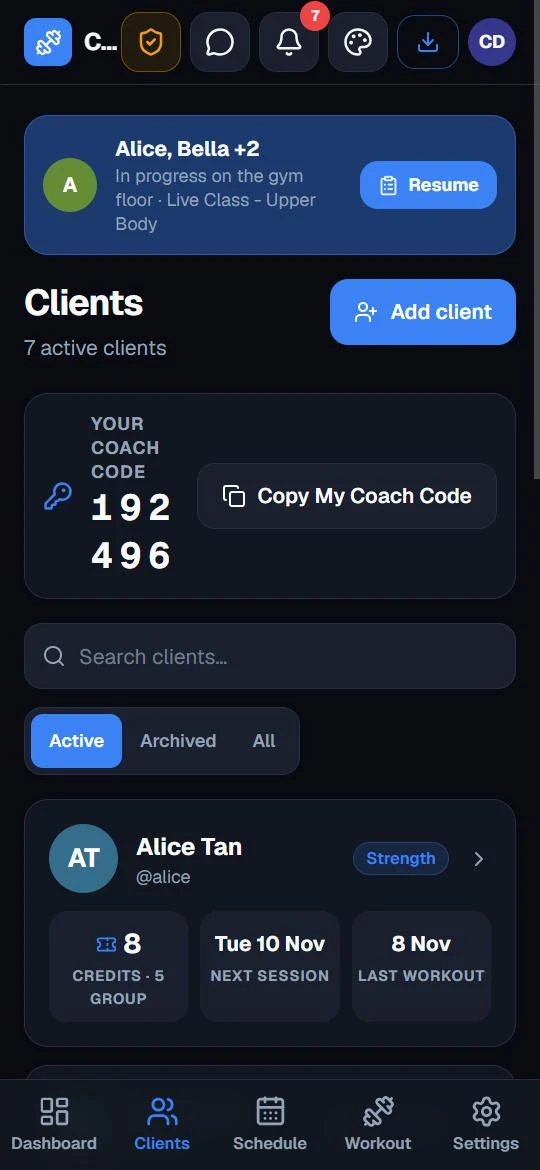 C...
7
CD
A
Alice, Bella +2
In progress on the gym
floor · Live Class - Upper
Body
Resume
Clients
Add client
7 active clients
YOUR
COACH
CODE
192
496
Copy My Coach Code
Search clients...
Active
Archived
All
AT
Alice Tan
@alice
Strength
8
CREDITS · 5
GROUP
Tue 10 Nov
NEXT SESSION
8 Nov
LAST WORKOUT
Dashboard
Clients
Schedule
Workout
Settings